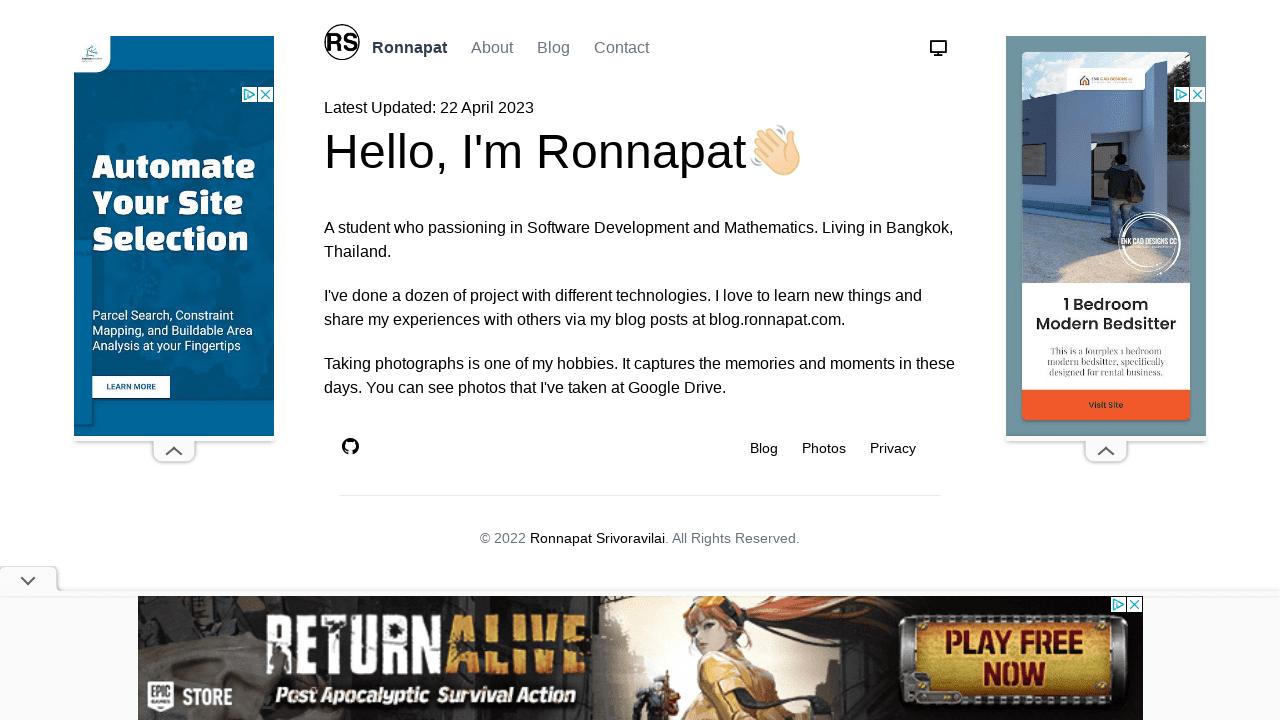 RS
Ronnapat
About
Blog
Contact
Latest Updated: 22 April 2023
Hello, I'm Ronnapat
A student who passioning in Software Development and Mathematics. Living in Bangkok,
Thailand.
I've done a dozen of project with different technologies. I love to learn new things and
share my experiences with others via my blog posts at blog.ronnapat.com.
Taking photographs is one of my hobbies. It captures the memories and moments in these
days. You can see photos that I've taken at Google Drive.
Blog
Photos
Privacy
© 2022 Ronnapat Srivoravilai. All Rights Reserved.
Automate
Your Site
Selection
Parcel Search, Constraint
Mapping, and Buildable Area
Analysis at your Fingertips
LEARN MORE
ENK CAD DESIGNS CC
ENK CAD DESIGNS CC
1 Bedroom
Modern Bedsitter
This is a fourplex 1 bedroom
modern bedsitter, specifically
designed for rental business.
Visit Site
RETURN ALIVE
Post Apocalyptic Survival Action
EPIC GAMES STORE
PLAY FREE
NOW